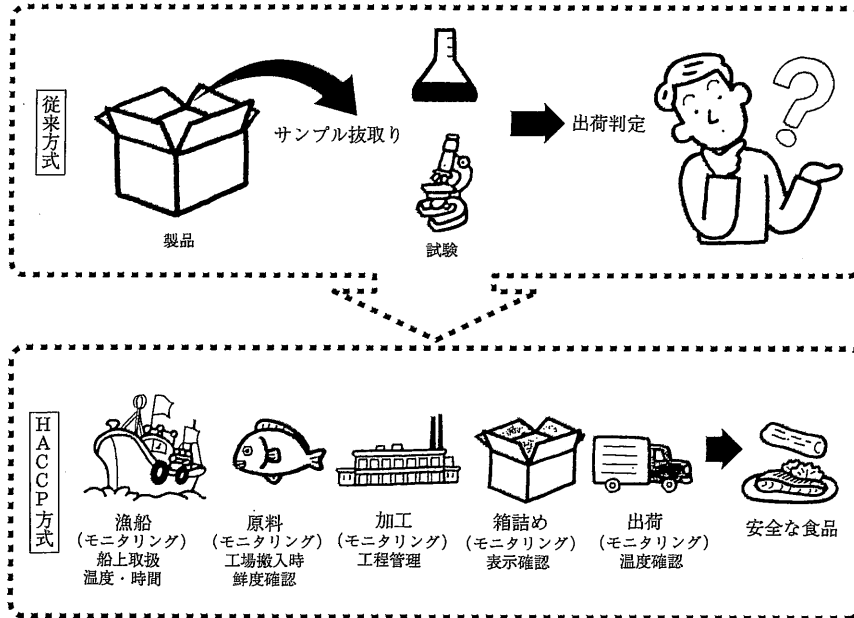 従来方式
製品
サンプル抜取り
試験
出荷判定
?
HACCP方式
漁船
(モニタリング)
船上取扱
温度・時間
原料
(モニタリング)
工場搬入時
鮮度確認
加工
(モニタリング)
工程管理
箱詰め
(モニタリング)
表示確認
出荷
(モニタリング)
温度確認
安全な食品